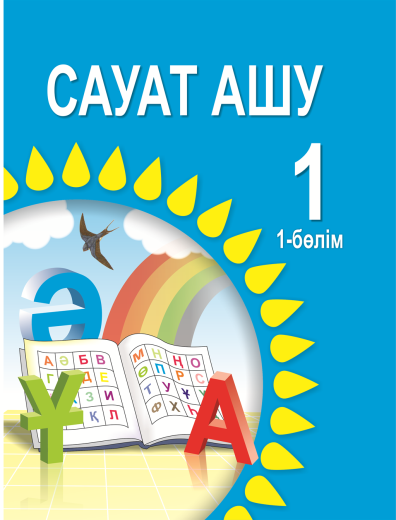 САУАТ АШУ
1
1-бөлім
Ә
А Ә Б В
Г Д Е
З И
Қ Л
М Н Н О
Ө П Р С
Т У Ұ Ү
Ф Х Һ
Ұ
А